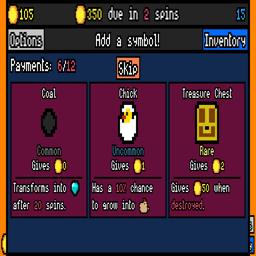 105 350 due in 2 spins 15
Options Add a symbol! Inventory
Payments: 6/12 Skip
Coal Chick Treasure Chest
Common Uncommon Rare
Gives 0 Gives 1 Gives 2
Transforms into Has a 10% chance Gives 50 when
after 20 spins. to grow into destroyed.